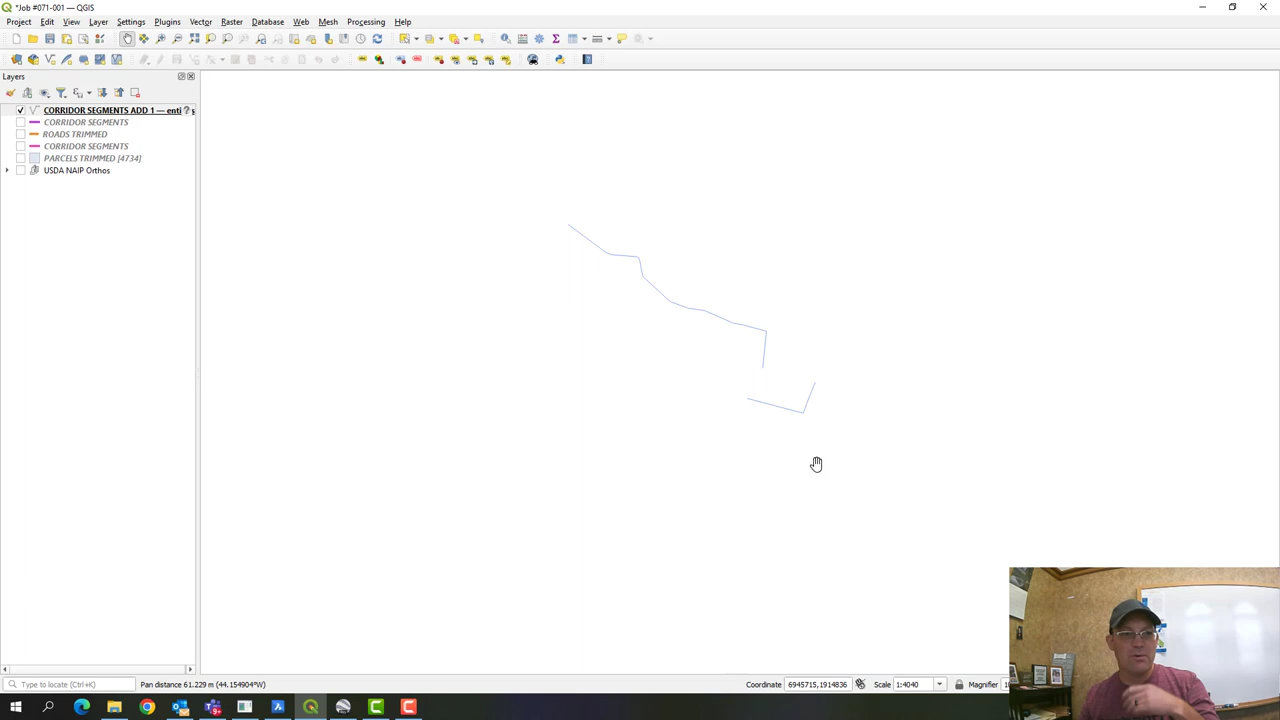 *Job #071-001 — QGIS
Project Edit View Layer Settings Plugins Vector Raster Database Web Mesh Processing Help
Layers
CORRIDOR SEGMENTS ADD 1 — enti
CORRIDOR SEGMENTS
ROADS TRIMMED
CORRIDOR SEGMENTS
PARCELS TRIMMED [4734]
USDA NAIP Orthos
Type to locate (Ctrl+K) Pan distance 61.229 m (44.154904°W) Coordinate 6945715,1914836 Scale 1:4040 Magnifier